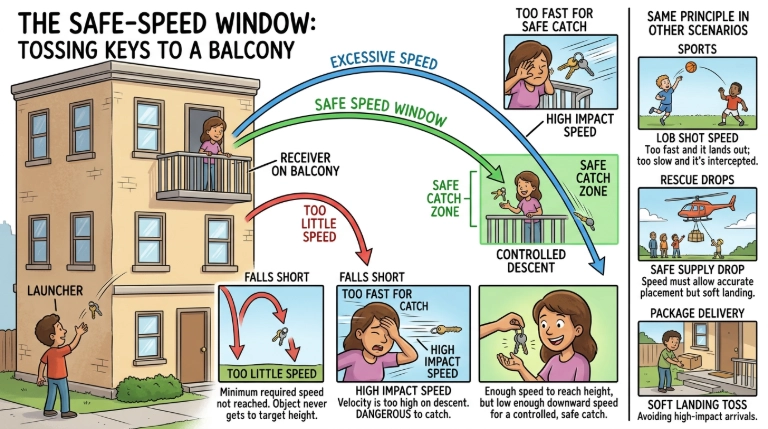 THE SAFE-SPEED WINDOW:
TOSSING KEYS TO A BALCONY
EXCESSIVE SPEED
SAFE SPEED WINDOW
RECEIVER ON BALCONY
TOO LITTLE SPEED
LAUNCHER
TOO FAST FOR
SAFE CATCH
HIGH IMPACT
SPEED
SAFE
CATCH
ZONE
SAFE
CATCH
ZONE
CONTROLLED
DESCENT
FALLS SHORT
TOO LITTLE SPEED
Minimum required speed
not reached. Object never
gets to target height.
FALLS SHORT
TOO FAST FOR
CATCH
HIGH
IMPACT
SPEED
HIGH IMPACT SPEED
Velocity is too high on descent.
DANGEROUS to catch.
Enough speed to reach height,
but low enough downward speed
for a controlled, safe catch.
SAME PRINCIPLE IN
OTHER SCENARIOS
SPORTS
LOB SHOT SPEED
Too fast and it lands out;
too slow and it's intercepted.
RESCUE DROPS
SAFE SUPPLY DROP
Speed must allow accurate
placement but soft landing.
PACKAGE DELIVERY
SOFT LANDING TOSS
Avoiding high-impact arrivals.